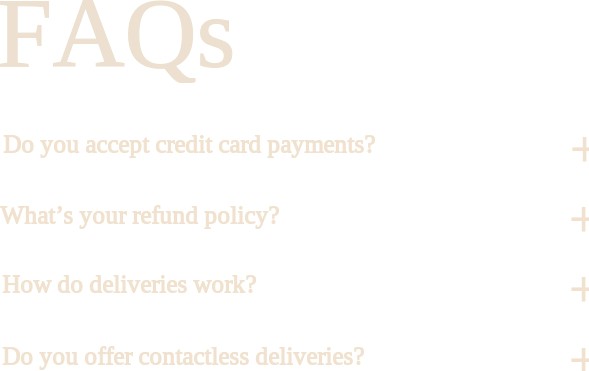 FAQs
Do you accept credit card payments?
What’s your refund policy?
How do deliveries work?
Do you offer contactless deliveries?